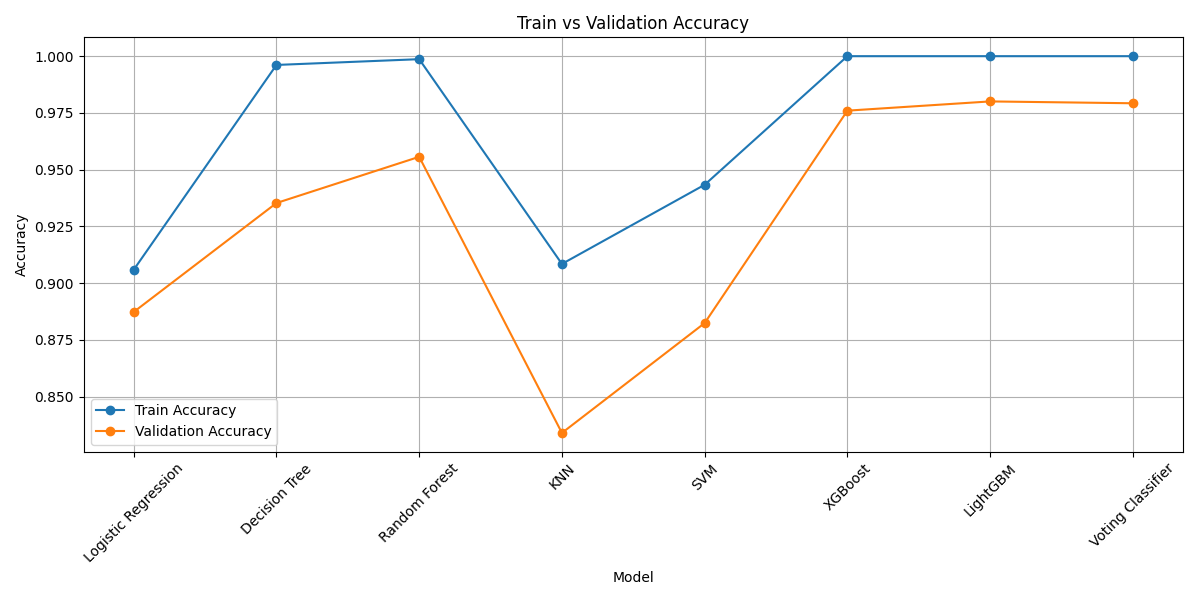 Train vs Validation Accuracy
Accuracy
1.000
0.975
0.950
0.925
0.900
0.875
0.850
Train Accuracy
Validation Accuracy
Logistic Regression
Decision Tree
Random Forest
KNN
SVM
XGBoost
LightGBM
Voting Classifier
Model